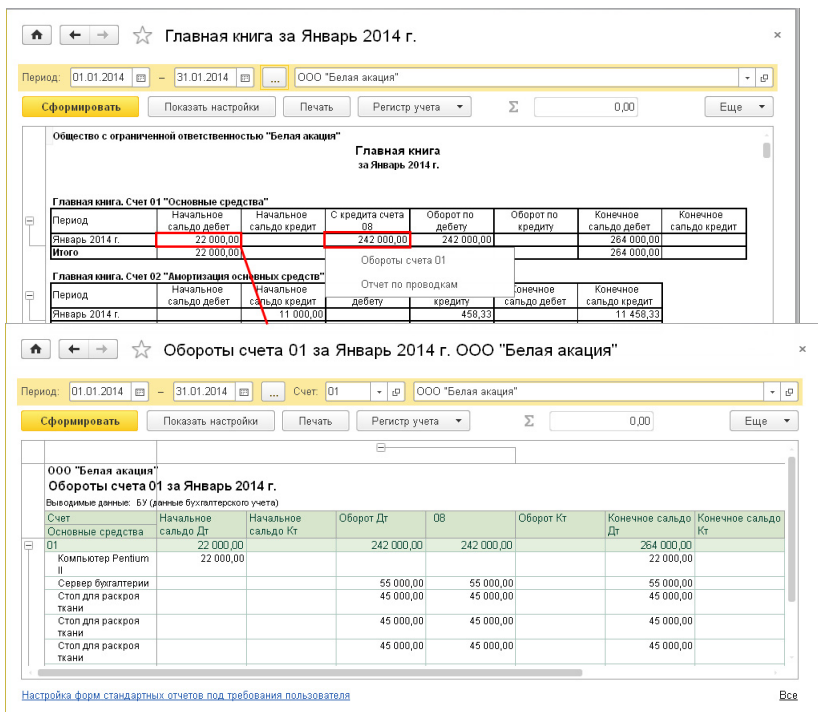 Главная книга за Январь 2014 г.
Период: 01.01.2014 – 31.01.2014 ... ООО "Белая акация"
Сформировать Показать настройки Печать Регистр учета Σ 0,00 Еще
Общество с ограниченной ответственностью "Белая акация"
Главная книга
за Январь 2014 г.
Главная книга. Счет 01 "Основные средства"
Период Начальное сальдо дебет Начальное сальдо кредит С кредита счета 08 Оборот по дебету Оборот по кредиту Конечное сальдо дебет Конечное сальдо кредит
Январь 2014 г. 22 000,00 242 000,00 242 000,00 264 000,00
Итого 22 000,00 264 000,00
Обороты счета 01
Отчет по проводкам
Главная книга. Счет 02 "Амортизация основных средств"
Период Начальное сальдо дебет Начальное сальдо кредит дебету кредиту Конечное сальдо дебет Конечное сальдо кредит
Январь 2014 г. 11 000,00 458,33 11 458,33
Обороты счета 01 за Январь 2014 г. ООО "Белая акация"
Период: 01.01.2014 – 31.01.2014 ... Счет: 01 ООО "Белая акация"
Сформировать Показать настройки Печать Регистр учета Σ 0,00 Еще
ООО "Белая акация"
Обороты счета 01 за Январь 2014 г.
Выводимые данные: БУ (данные бухгалтерского учета)
Счет Начальное сальдо Дт Начальное сальдо Кт Оборот Дт 08 Оборот Кт Конечное сальдо Дт Конечное сальдо Кт
Основные средства
01 22 000,00 242 000,00 242 000,00 264 000,00
Компьютер Pentium II 22 000,00 22 000,00
Сервер бухгалтерии 55 000,00 55 000,00 55 000,00
Стол для раскроя ткани 45 000,00 45 000,00 45 000,00
Стол для раскроя ткани 45 000,00 45 000,00 45 000,00
Стол для раскроя ткани 45 000,00 45 000,00 45 000,00
Настройка форм стандартных отчетов под требования пользователя Все